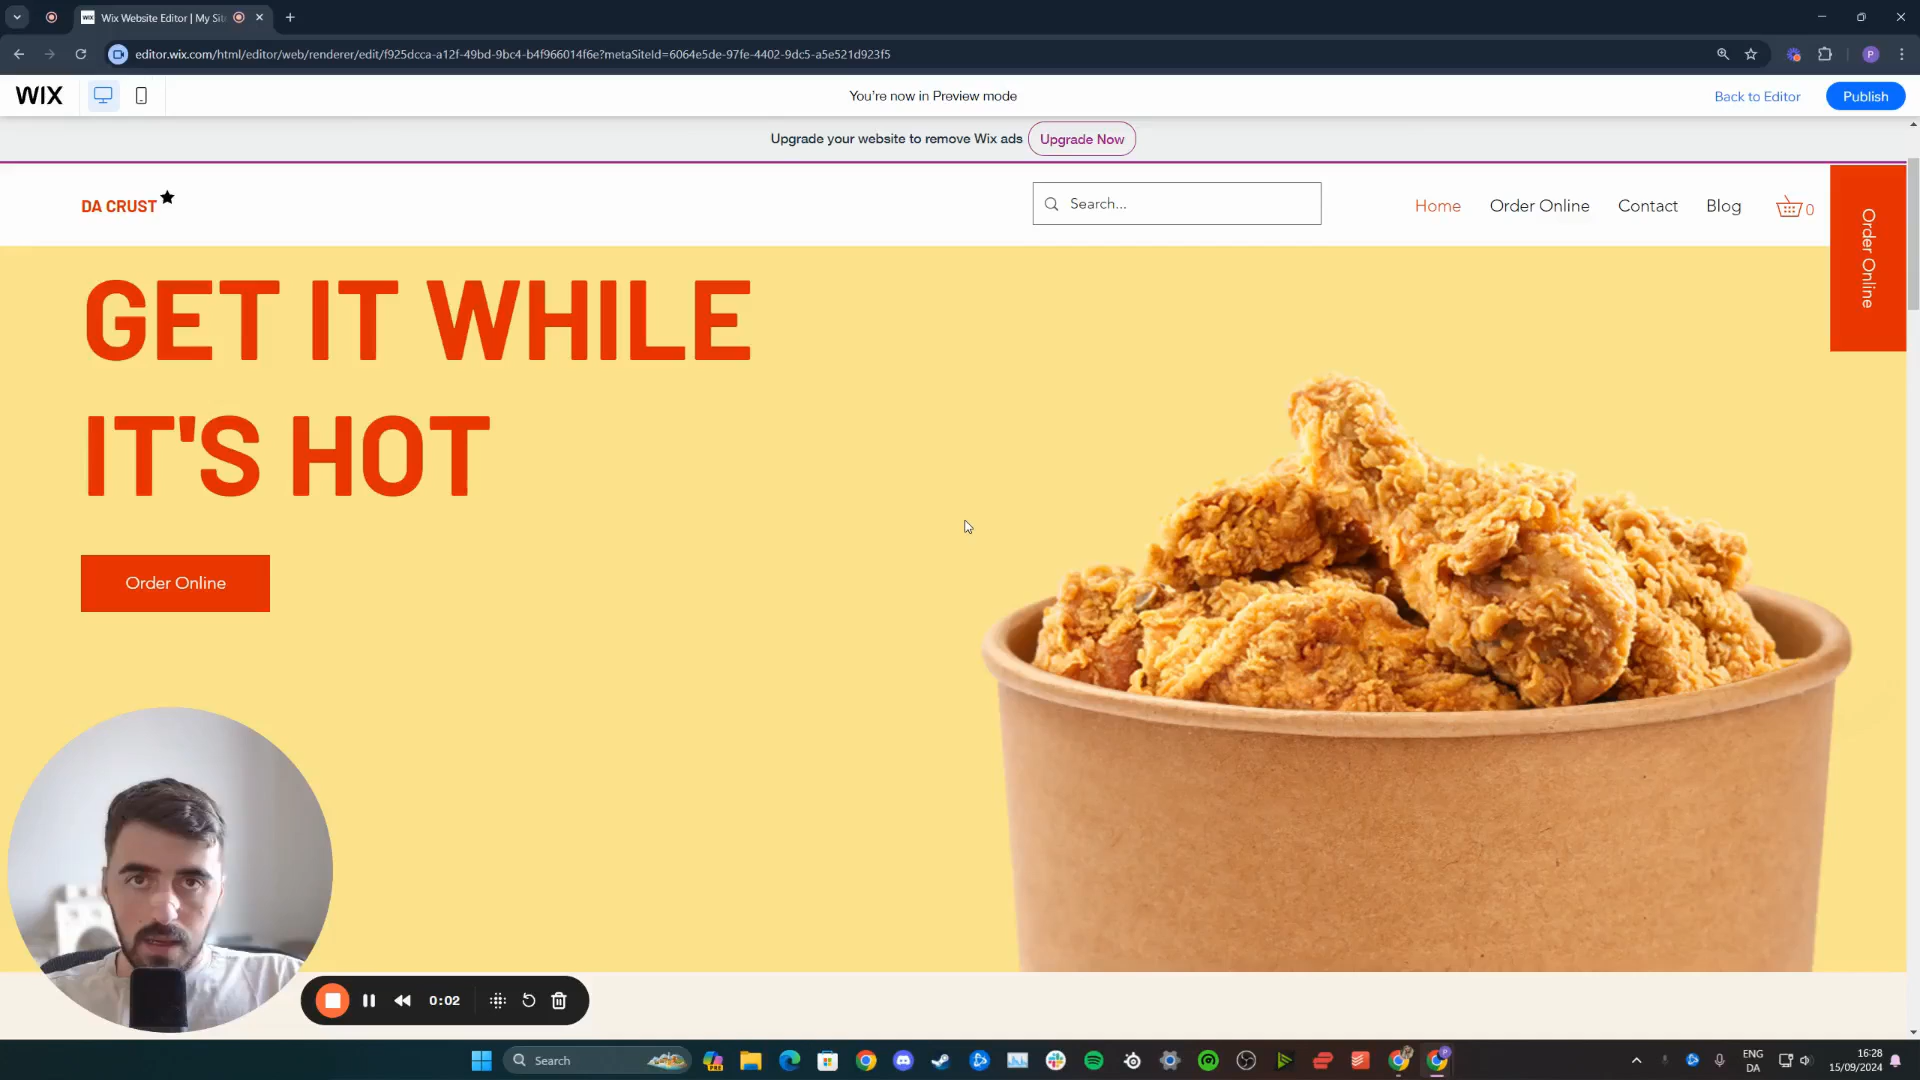 Wix Website Editor | My Sit
editor.wix.com/html/editor/web/renderer/edit/f925dcca-a12f-49bd-9bc4-b4f966014f6e?metaSiteId=6064e5de-97fe-4402-9dc5-a5e521d923f5
P
WIX
You're now in Preview mode
Back to Editor
Publish
Upgrade your website to remove Wix ads
Upgrade Now
DA CRUST
Search...
Home
Order Online
Contact
Blog
0
Order Online
GET IT WHILE
IT'S HOT
Order Online
0:02
Search
ENG
DA
16:28
15/09/2024